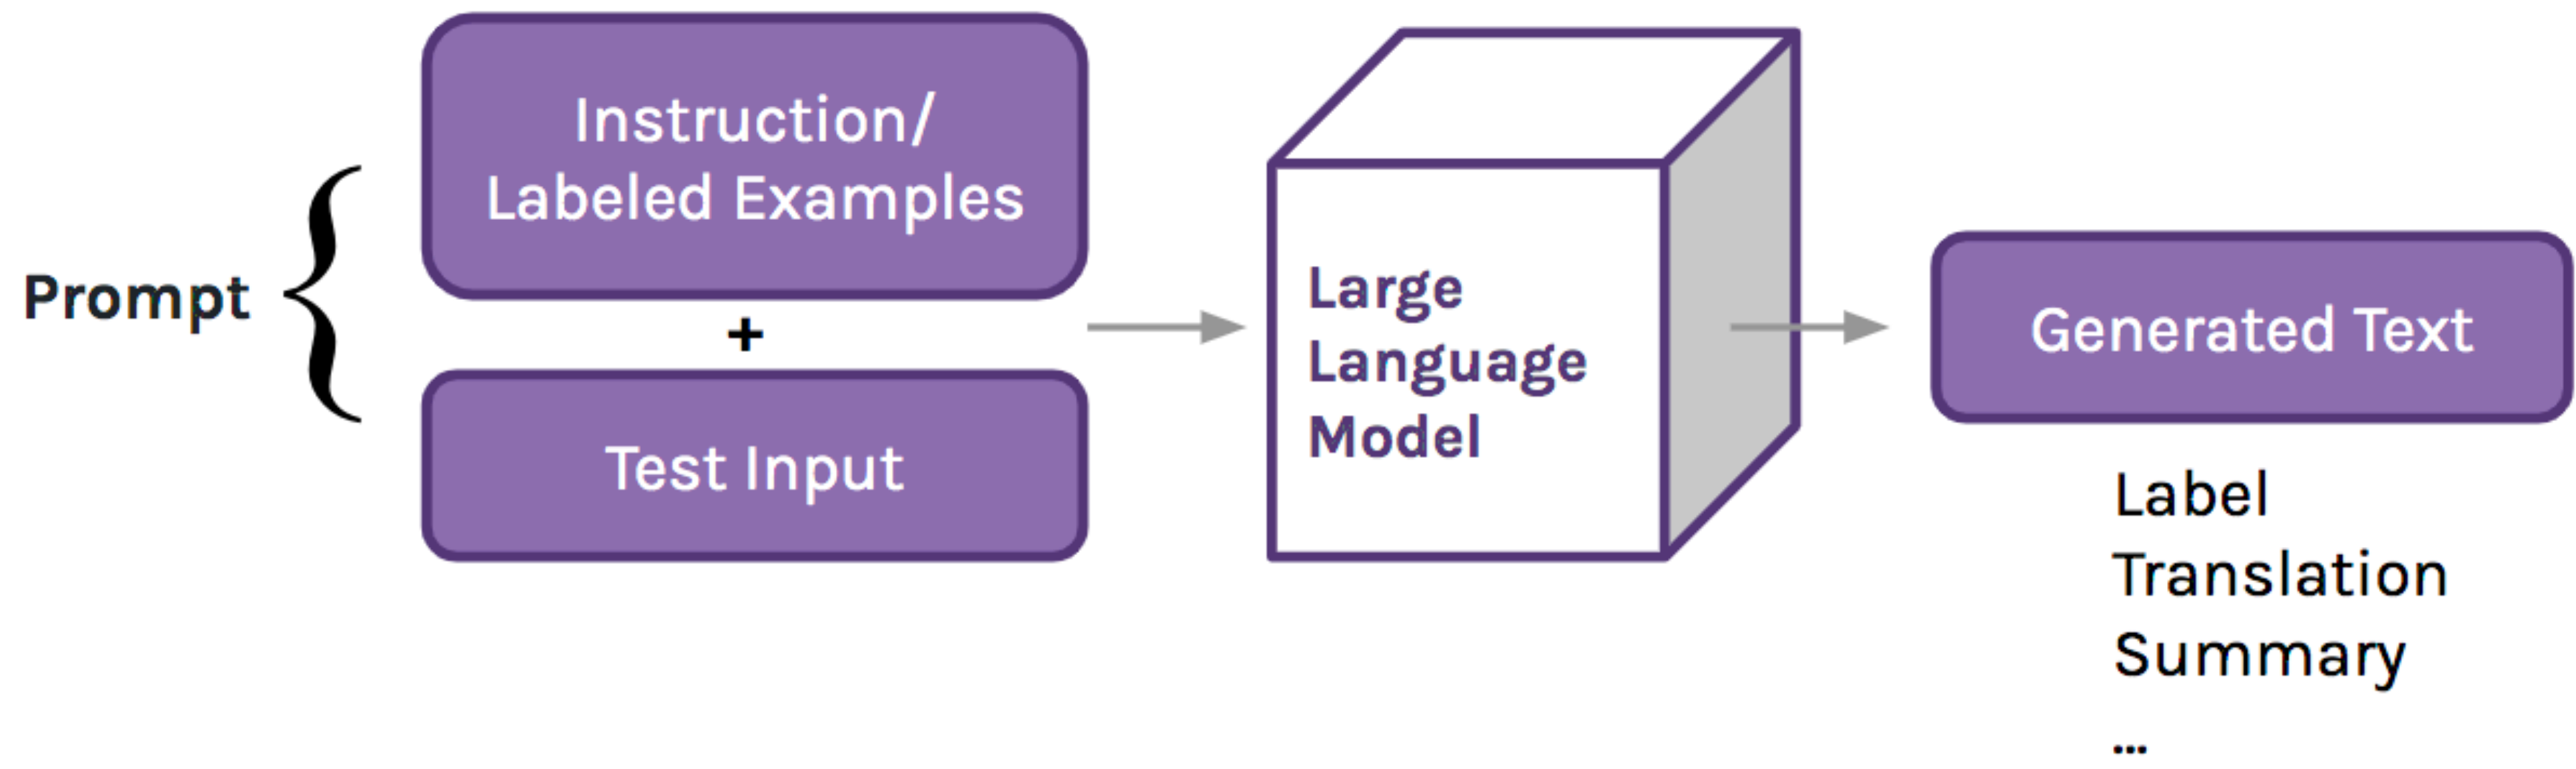 Prompt
Instruction/
Labeled Examples
+
Test Input
Large
Language
Model
Generated Text
Label
Translation
Summary
...